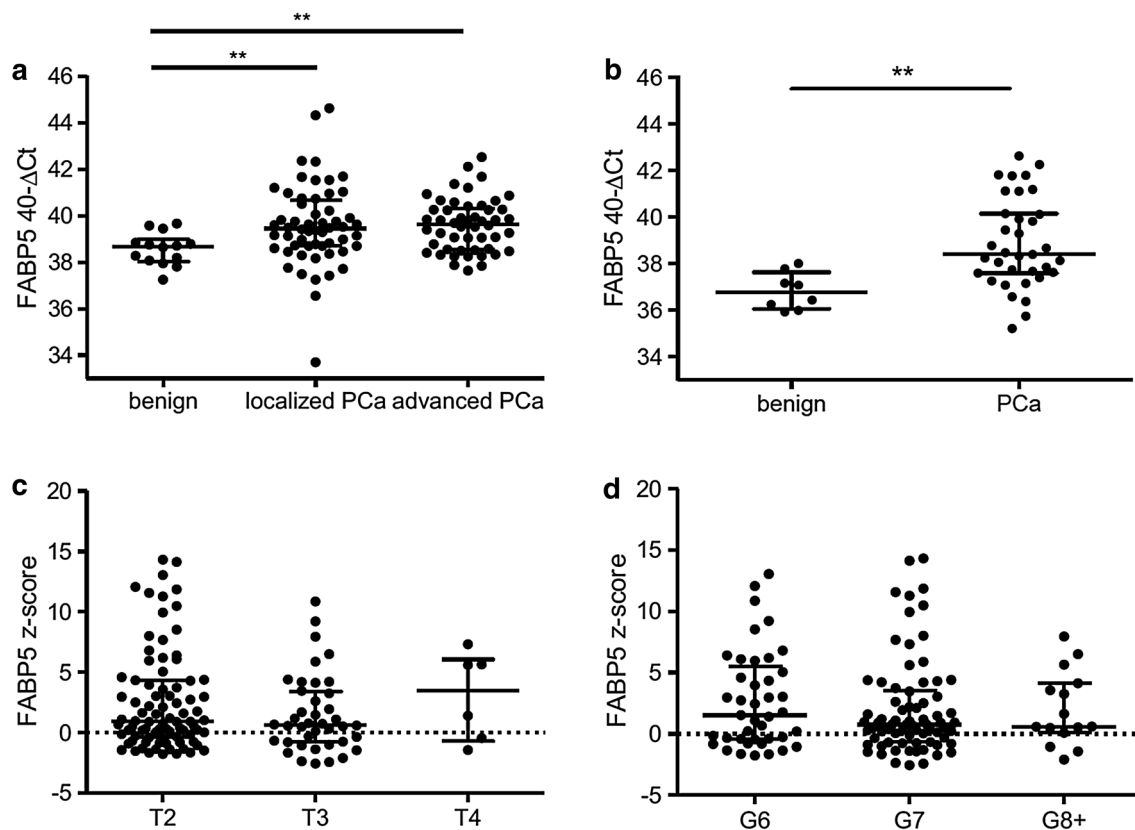 **
**
a
FABP5 40-ΔCt
46
44
42
40
38
36
34
benign
localized PCa
advanced PCa
b
**
FABP5 40-ΔCt
46
44
42
40
38
36
34
benign
PCa
c
FABP5 z-score
20
15
10
5
0
-5
T2
T3
T4
d
FABP5 z-score
20
15
10
5
0
-5
G6
G7
G8+